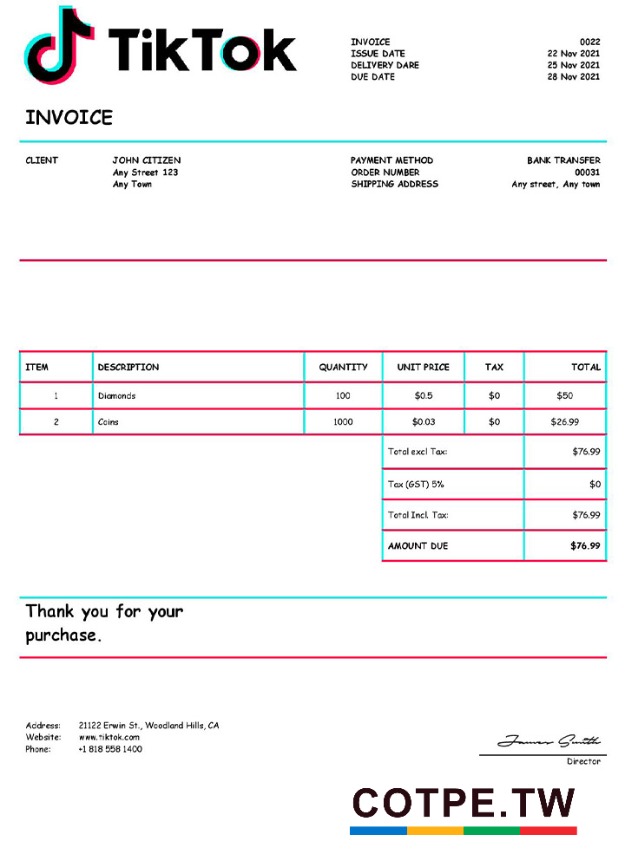 TikTok
INVOICE 0022
ISSUE DATE 22 Nov 2021
DELIVERY DARE 25 Nov 2021
DUE DATE 28 Nov 2021
INVOICE
CLIENT JOHN CITIZEN PAYMENT METHOD BANK TRANSFER
Any Street 123 ORDER NUMBER 00031
Any Town SHIPPING ADDRESS Any street, Any town
ITEM DESCRIPTION QUANTITY UNIT PRICE TAX TOTAL
1 Diamonds 100 $0.5 $0 $50
2 Coins 1000 $0.03 $0 $26.99
Total excl Tax: $76.99
Tax (GST) 5% $0
Total Incl. Tax: $76.99
AMOUNT DUE $76.99
Thank you for your
purchase.
Address: 21122 Erwin St., Woodland Hills, CA
Website: www.tiktok.com
Phone: +1 818 558 1400
James Smith
Director
COTPE.TW